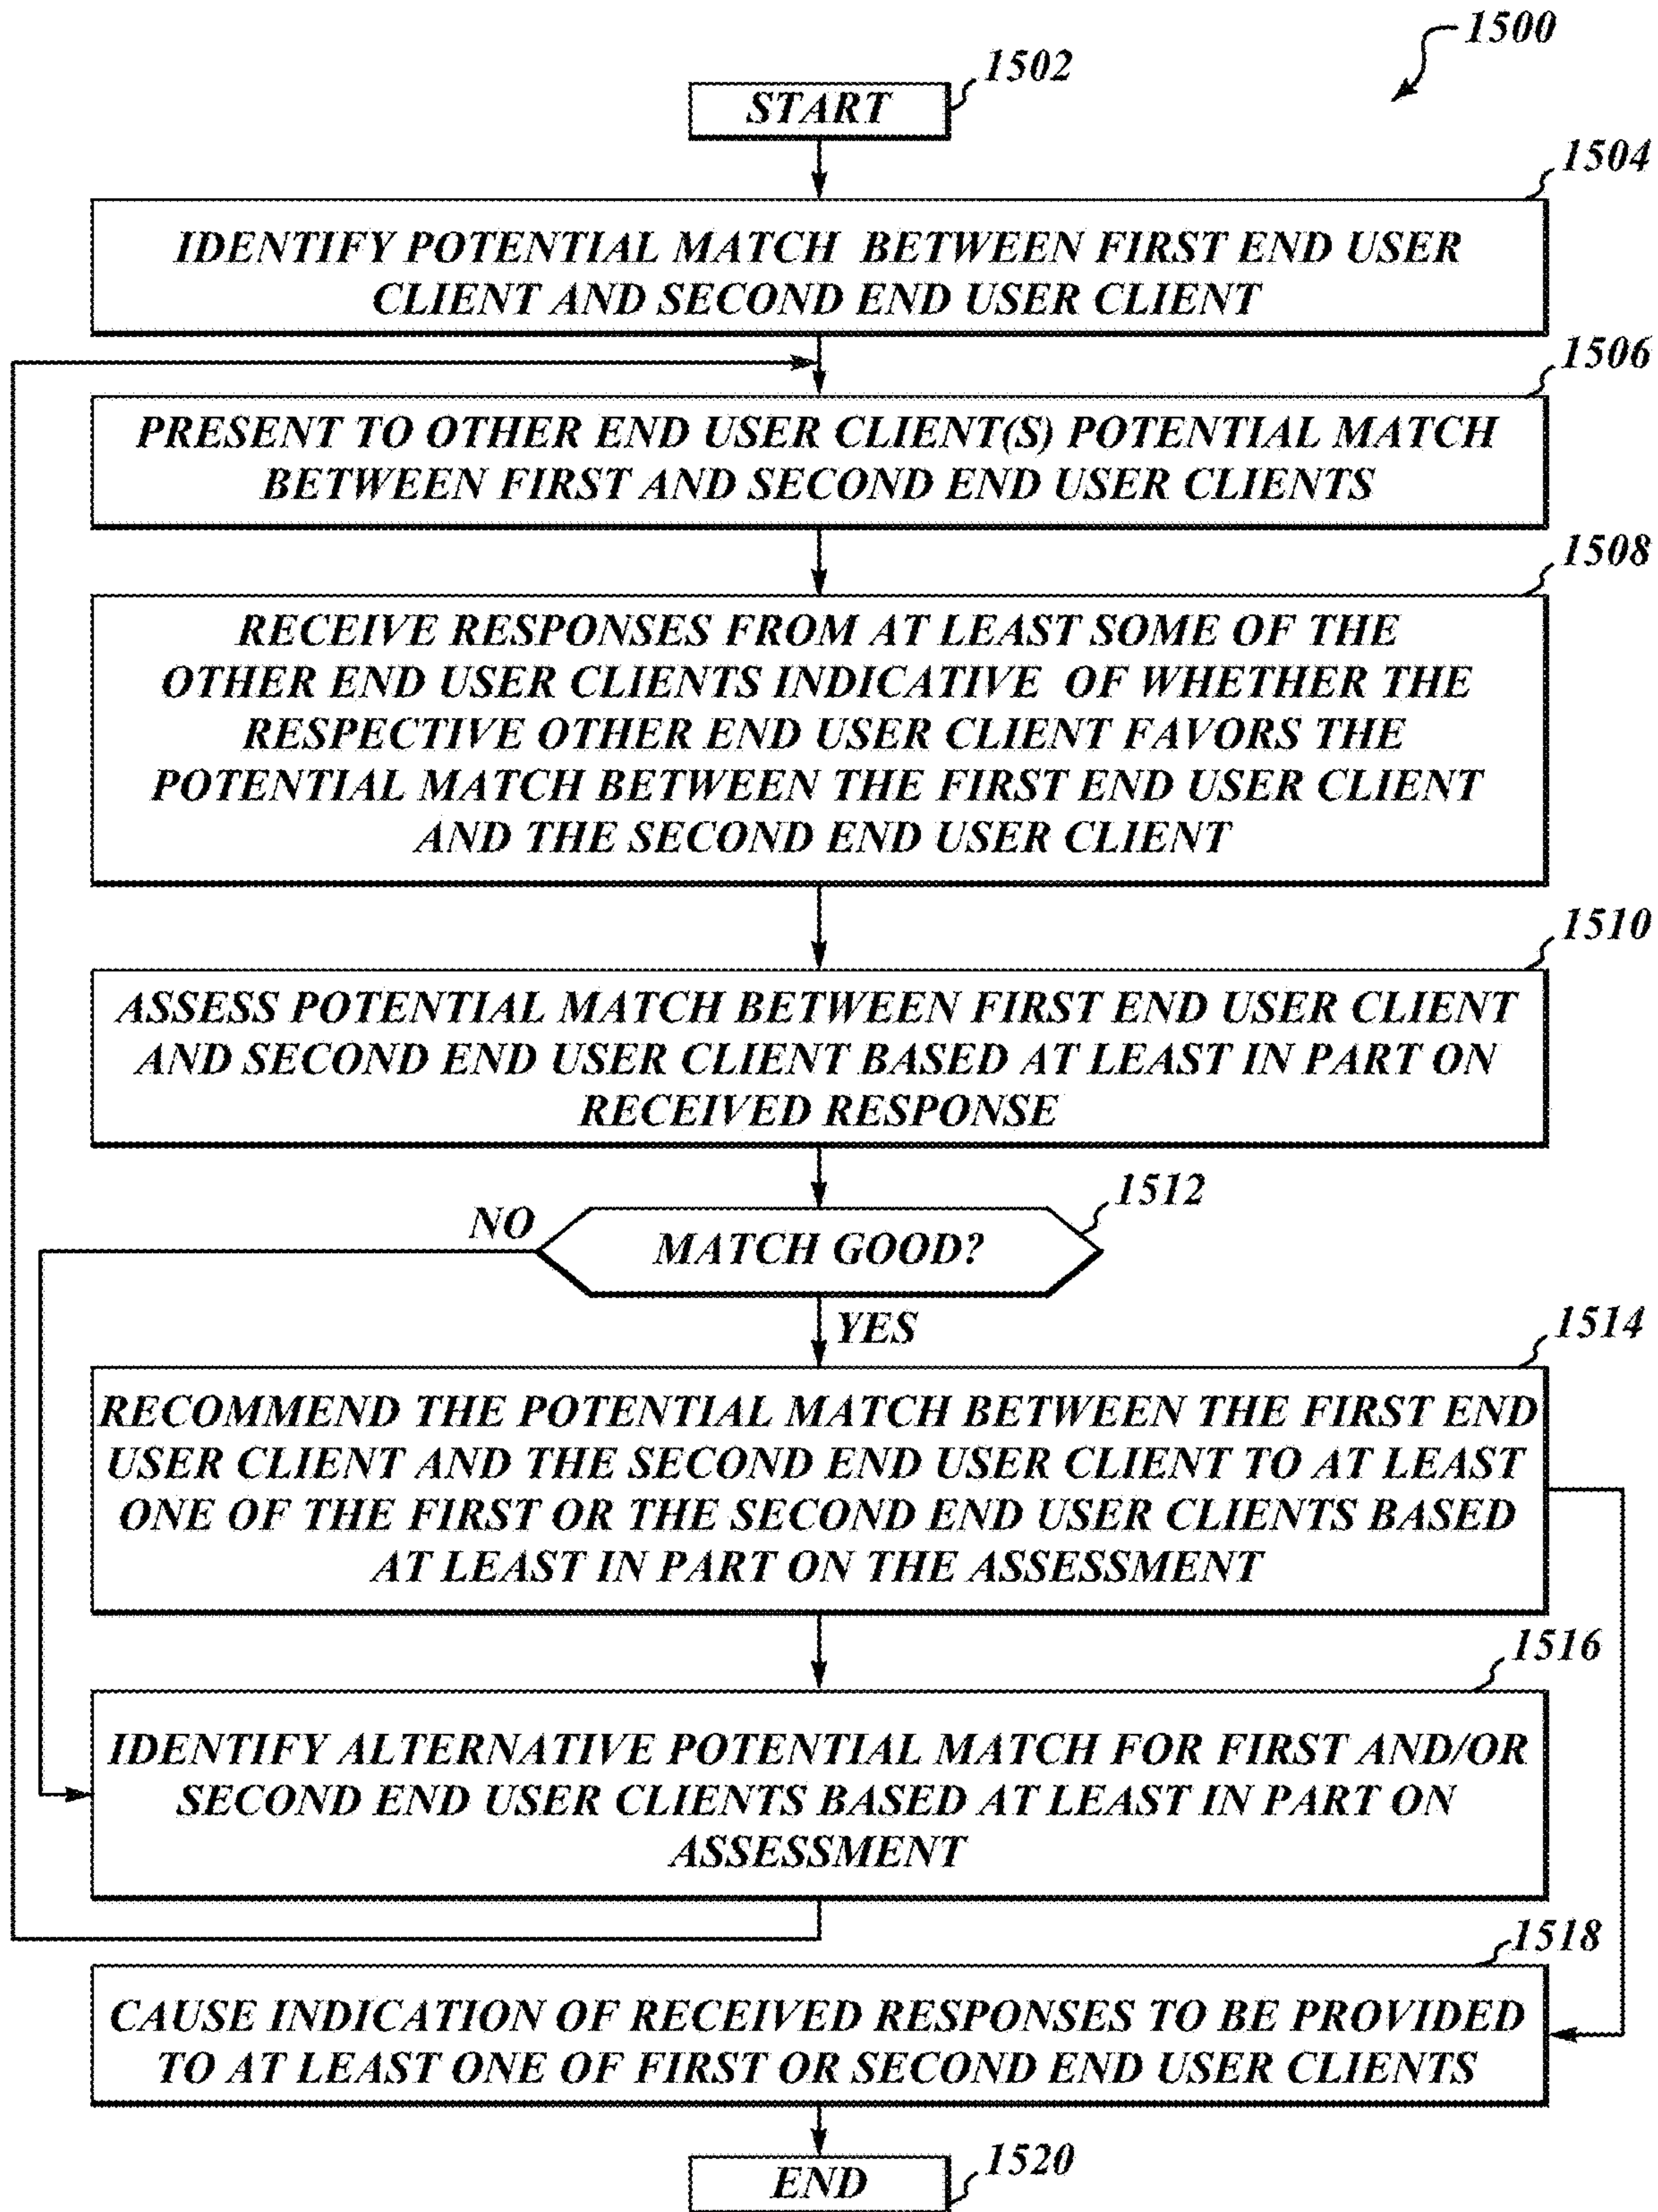 1500
1502
START
1504
IDENTIFY POTENTIAL MATCH BETWEEN FIRST END USER
CLIENT AND SECOND END USER CLIENT
1506
PRESENT TO OTHER END USER CLIENT(S) POTENTIAL MATCH
BETWEEN FIRST AND SECOND END USER CLIENTS
1508
RECEIVE RESPONSES FROM AT LEAST SOME OF THE
OTHER END USER CLIENTS INDICATIVE OF WHETHER THE
RESPECTIVE OTHER END USER CLIENT FAVORS THE
POTENTIAL MATCH BETWEEN THE FIRST END USER CLIENT
AND THE SECOND END USER CLIENT
1510
ASSESS POTENTIAL MATCH BETWEEN FIRST END USER CLIENT
AND SECOND END USER CLIENT BASED AT LEAST IN PART ON
RECEIVED RESPONSE
1512
NO
MATCH GOOD?
YES
1514
RECOMMEND THE POTENTIAL MATCH BETWEEN THE FIRST END
USER CLIENT AND THE SECOND END USER CLIENT TO AT LEAST
ONE OF THE FIRST OR THE SECOND END USER CLIENTS BASED
AT LEAST IN PART ON THE ASSESSMENT
1516
IDENTIFY ALTERNATIVE POTENTIAL MATCH FOR FIRST AND/OR
SECOND END USER CLIENTS BASED AT LEAST IN PART ON
ASSESSMENT
1518
CAUSE INDICATION OF RECEIVED RESPONSES TO BE PROVIDED
TO AT LEAST ONE OF FIRST OR SECOND END USER CLIENTS
1520
END